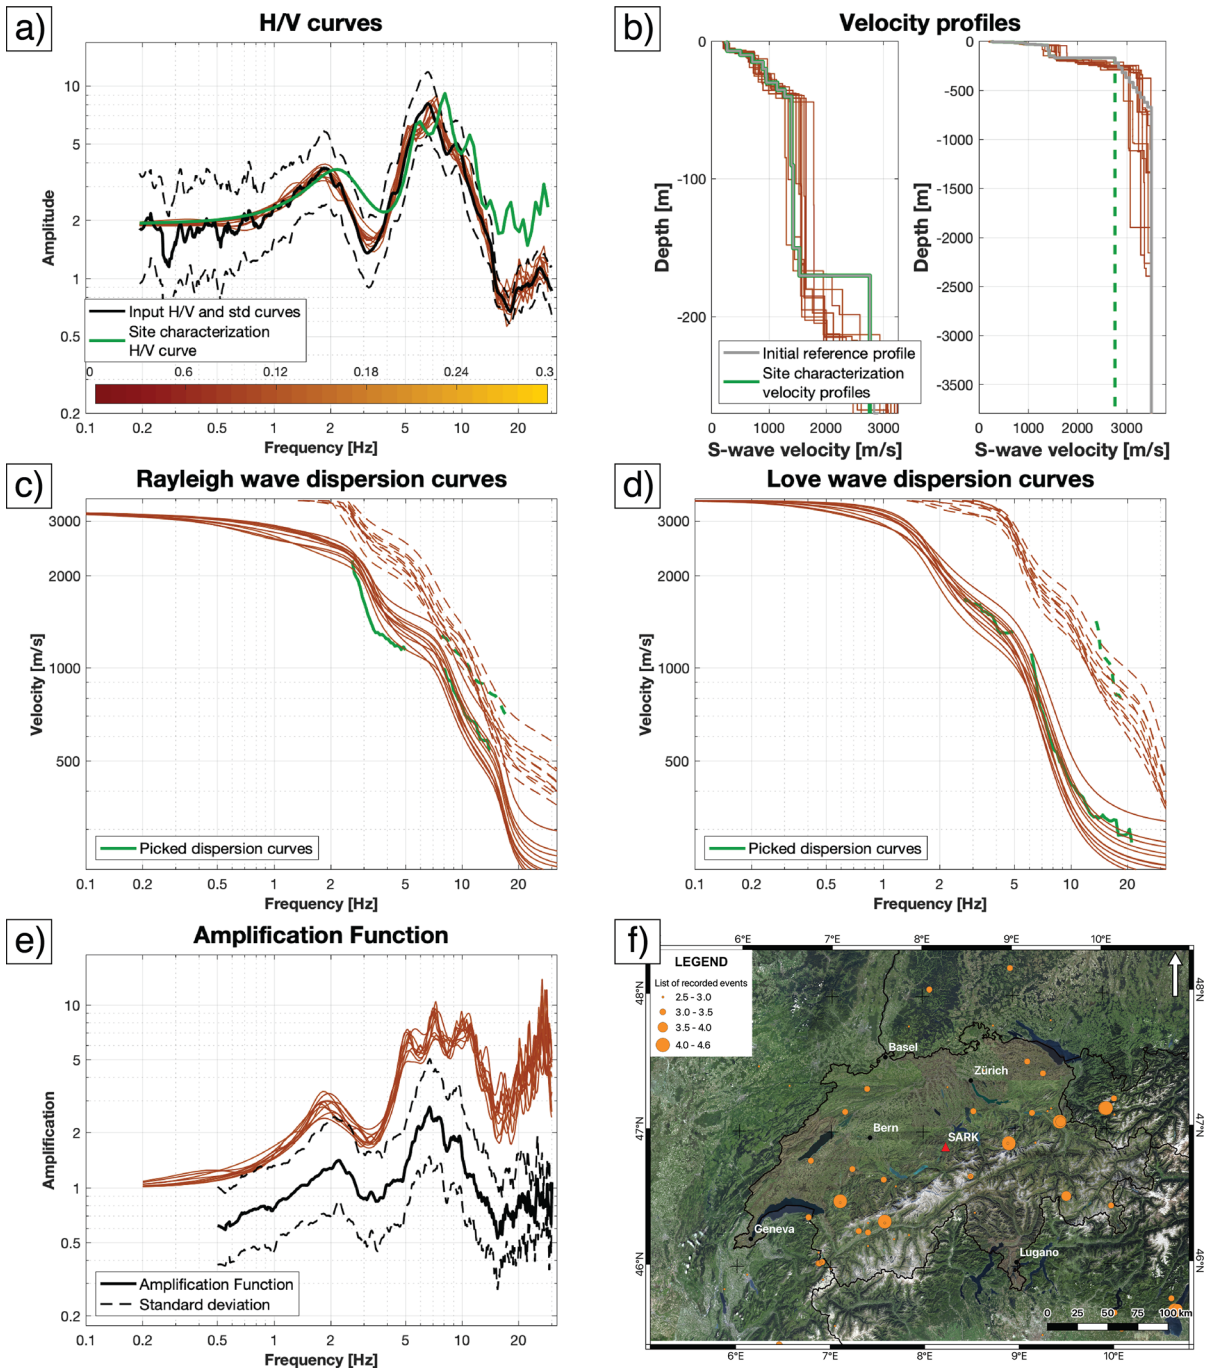 a)
H/V curves
10
5
2
1
0.5
0.2
Amplitude
Input H/V and std curves
Site characterization
H/V curve
0 0.6 0.12 0.18 0.24 0.3
0.1 0.2 0.5 1 2 5 10 20
Frequency [Hz]
b)
Velocity profiles
0
-100
-200
Depth [m]
0 1000 2000 3000
S-wave velocity [m/s]
0
-500
-1000
-1500
-2000
-2500
-3000
-3500
Depth [m]
Initial reference profile
Site characterization
velocity profiles
0 1000 2000 3000
S-wave velocity [m/s]
c)
Rayleigh wave dispersion curves
3000
2000
1000
500
Velocity [m/s]
Picked dispersion curves
0.1 0.2 0.5 1 2 5 10 20
Frequency [Hz]
d)
Love wave dispersion curves
3000
2000
1000
500
Velocity [m/s]
Picked dispersion curves
0.1 0.2 0.5 1 2 5 10 20
Frequency [Hz]
e)
Amplification Function
10
5
2
1
0.5
0.2
Amplification
Amplification Function
Standard deviation
0.1 0.2 0.5 1 2 5 10 20
Frequency [Hz]
f)
6°E 7°E 8°E 9°E 10°E
LEGEND
List of recorded events
2.5 - 3.0
3.0 - 3.5
3.5 - 4.0
4.0 - 4.6
48°N
48°N
Basel
Zürich
47°N
47°N
Bern
SARK
Geneva
Lugano
46°N
46°N
0 25 50 75 100 km
6°E 7°E 8°E 9°E 10°E